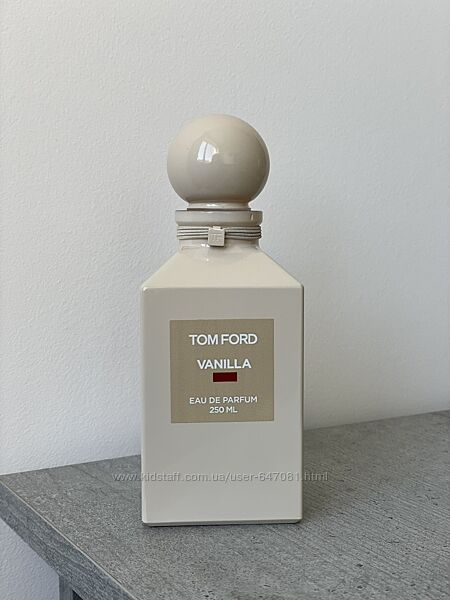 TOM FORD
VANILLA
EAU DE PARFUM
250 ML
www.kidstaff.com.ua/user-647081.html